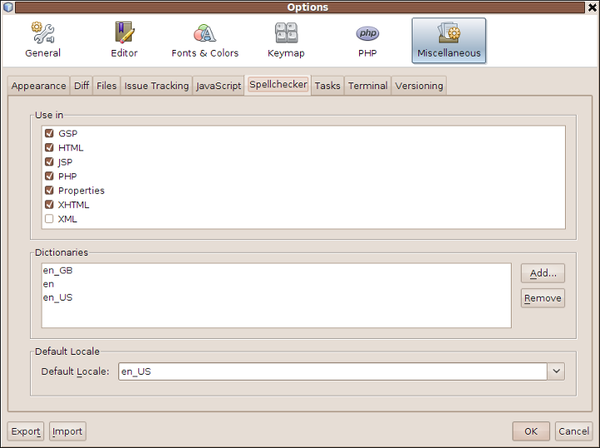 Options
General Editor Fonts & Colors Keymap php PHP Miscellaneous
Appearance Diff Files Issue Tracking JavaScript Spellchecker Tasks Terminal Versioning
Use in
GSP
HTML
JSP
PHP
Properties
XHTML
XML
Dictionaries
en_GB
en
en_US
Add...
Remove
Default Locale
Default Locale: en_US
Export Import OK Cancel